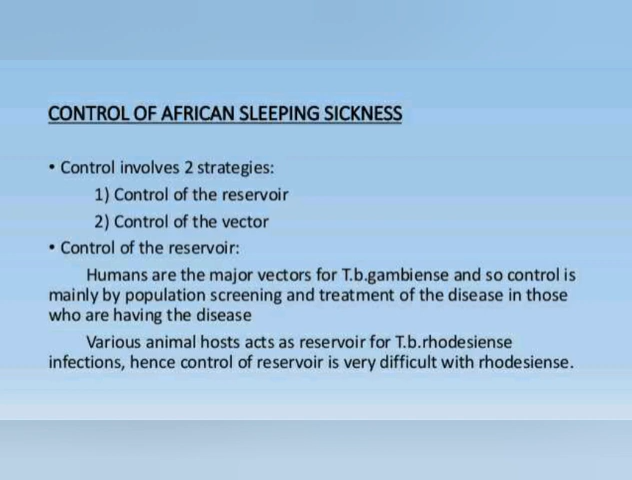 CONTROL OF AFRICAN SLEEPING SICKNESS
• Control involves 2 strategies:
1) Control of the reservoir
2) Control of the vector
• Control of the reservoir:
Humans are the major vectors for T.b.gambiense and so control is
mainly by population screening and treatment of the disease in those
who are having the disease
Various animal hosts acts as reservoir for T.b.rhodesiense
infections, hence control of reservoir is very difficult with rhodesiense.